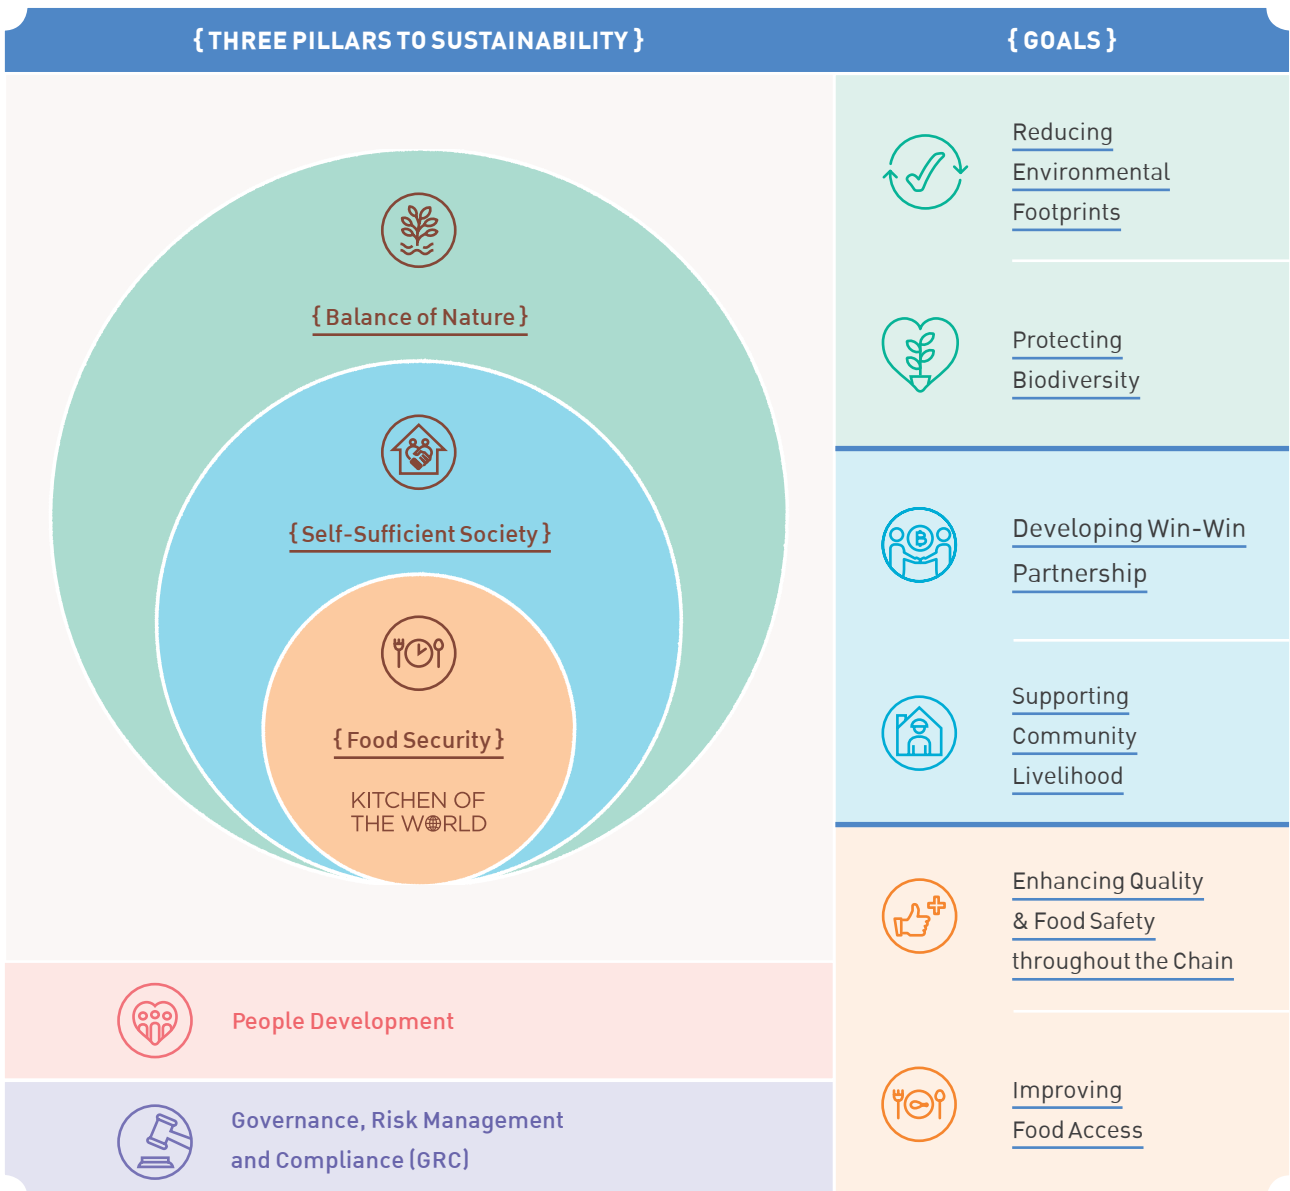 { THREE PILLARS TO SUSTAINABILITY }
{ Balance of Nature }
{ Self-Sufficient Society }
{ Food Security }
KITCHEN OF
THE WORLD
People Development
Governance, Risk Management
and Compliance (GRC)
{ GOALS }
Reducing
Environmental
Footprints
Protecting
Biodiversity
Developing Win-Win
Partnership
Supporting
Community
Livelihood
Enhancing Quality
& Food Safety
throughout the Chain
Improving
Food Access